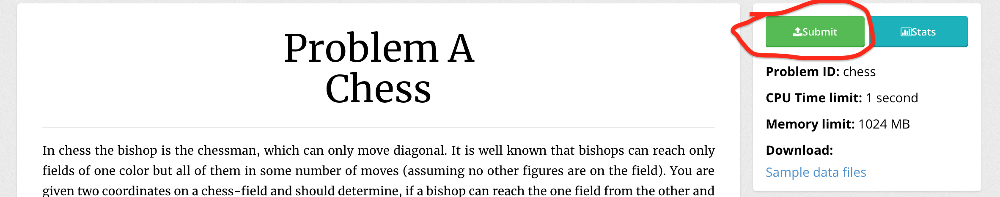 Problem A
Chess
In chess the bishop is the chessman, which can only move diagonal. It is well known that bishops can reach only
fields of one color but all of them in some number of moves (assuming no other figures are on the field). You are
given two coordinates on a chess-field and should determine, if a bishop can reach the one field from the other and
Submit
Stats
Problem ID: chess
CPU Time limit: 1 second
Memory limit: 1024 MB
Download:
Sample data files